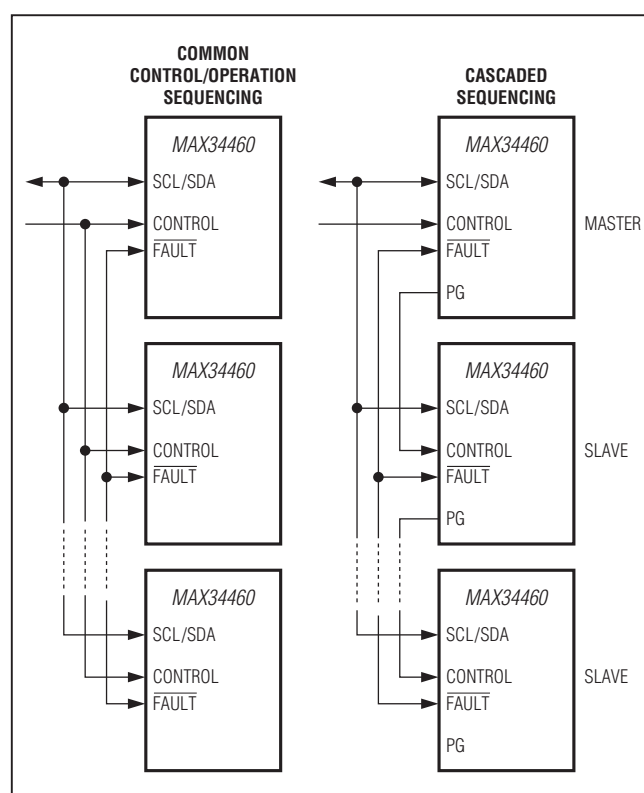 COMMON
CONTROL/OPERATION
SEQUENCING
MAX34460
SCL/SDA
CONTROL
FAULT
MAX34460
SCL/SDA
CONTROL
FAULT
MAX34460
SCL/SDA
CONTROL
FAULT
CASCADED
SEQUENCING
MAX34460
SCL/SDA
CONTROL
FAULT
PG
MASTER
MAX34460
SCL/SDA
CONTROL
FAULT
PG
SLAVE
MAX34460
SCL/SDA
CONTROL
FAULT
PG
SLAVE